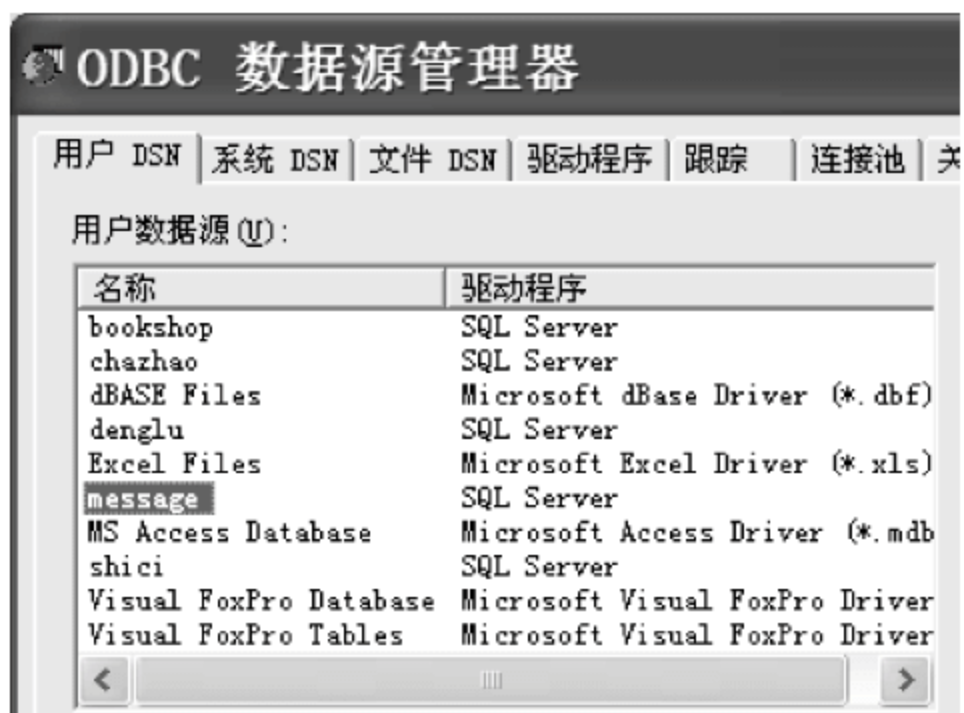 ODBC 数据源管理器
用户 DSN 系统 DSN 文件 DSN 驱动程序 跟踪 连接池 关
用户数据源(U):
名称 驱动程序
bookshop SQL Server
chazhao SQL Server
dBASE Files Microsoft dBase Driver (*.dbf)
denglu SQL Server
Excel Files Microsoft Excel Driver (*.xls)
message SQL Server
MS Access Database Microsoft Access Driver (*.mdb
shici SQL Server
Visual FoxPro Database Microsoft Visual FoxPro Driver
Visual FoxPro Tables Microsoft Visual FoxPro Driver